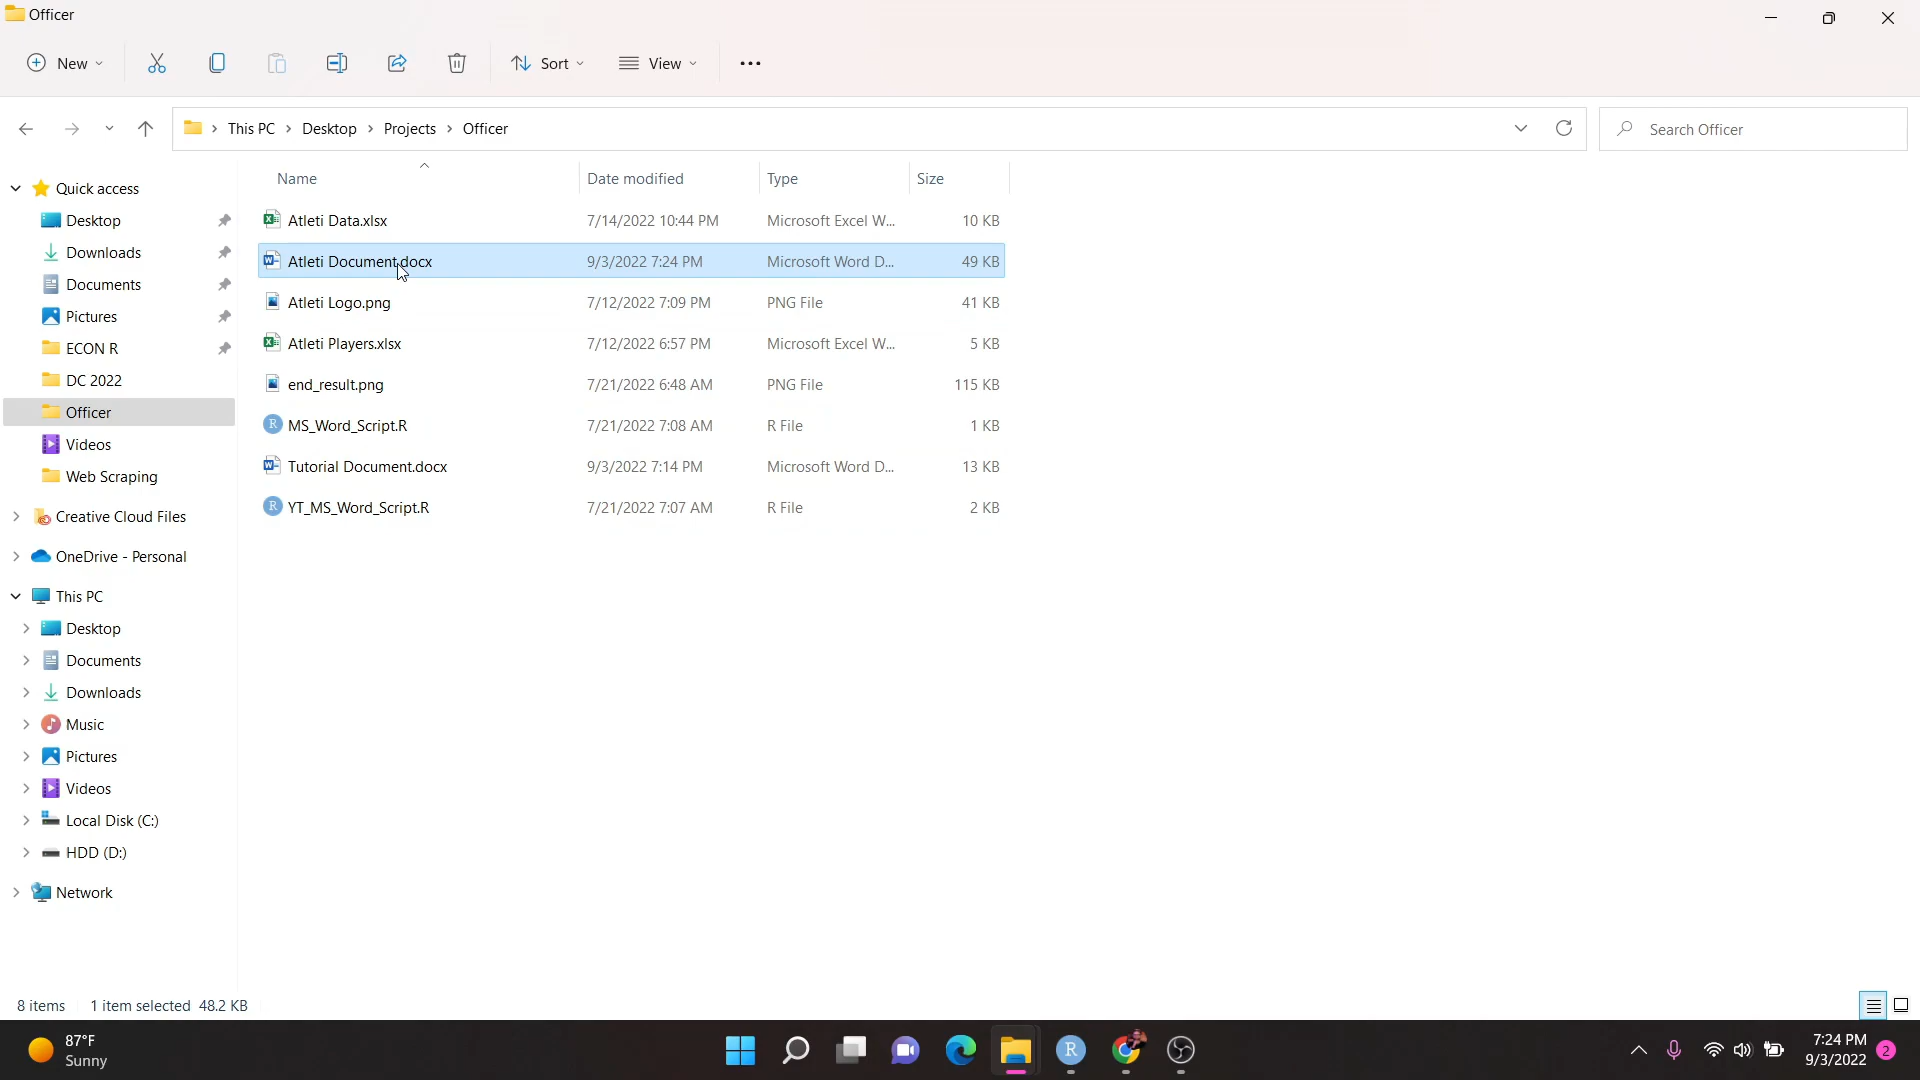 Officer
New
Sort
View
This PC > Desktop > Projects > Officer
Search Officer
Name Date modified Type Size
Quick access
Desktop
Downloads
Documents
Pictures
ECON R
DC 2022
Officer
Videos
Web Scraping
Creative Cloud Files
OneDrive - Personal
This PC
Desktop
Documents
Downloads
Music
Pictures
Videos
Local Disk (C:)
HDD (D:)
Network
Atleti Data.xlsx 7/14/2022 10:44 PM Microsoft Excel W... 10 KB
Atleti Document.docx 9/3/2022 7:24 PM Microsoft Word D... 49 KB
Atleti Logo.png 7/12/2022 7:09 PM PNG File 41 KB
Atleti Players.xlsx 7/12/2022 6:57 PM Microsoft Excel W... 5 KB
end_result.png 7/21/2022 6:48 AM PNG File 115 KB
MS_Word_Script.R 7/21/2022 7:08 AM R File 1 KB
Tutorial Document.docx 9/3/2022 7:14 PM Microsoft Word D... 13 KB
YT_MS_Word_Script.R 7/21/2022 7:07 AM R File 2 KB
8 items 1 item selected 48.2 KB
87°F
Sunny
7:24 PM
9/3/2022
2